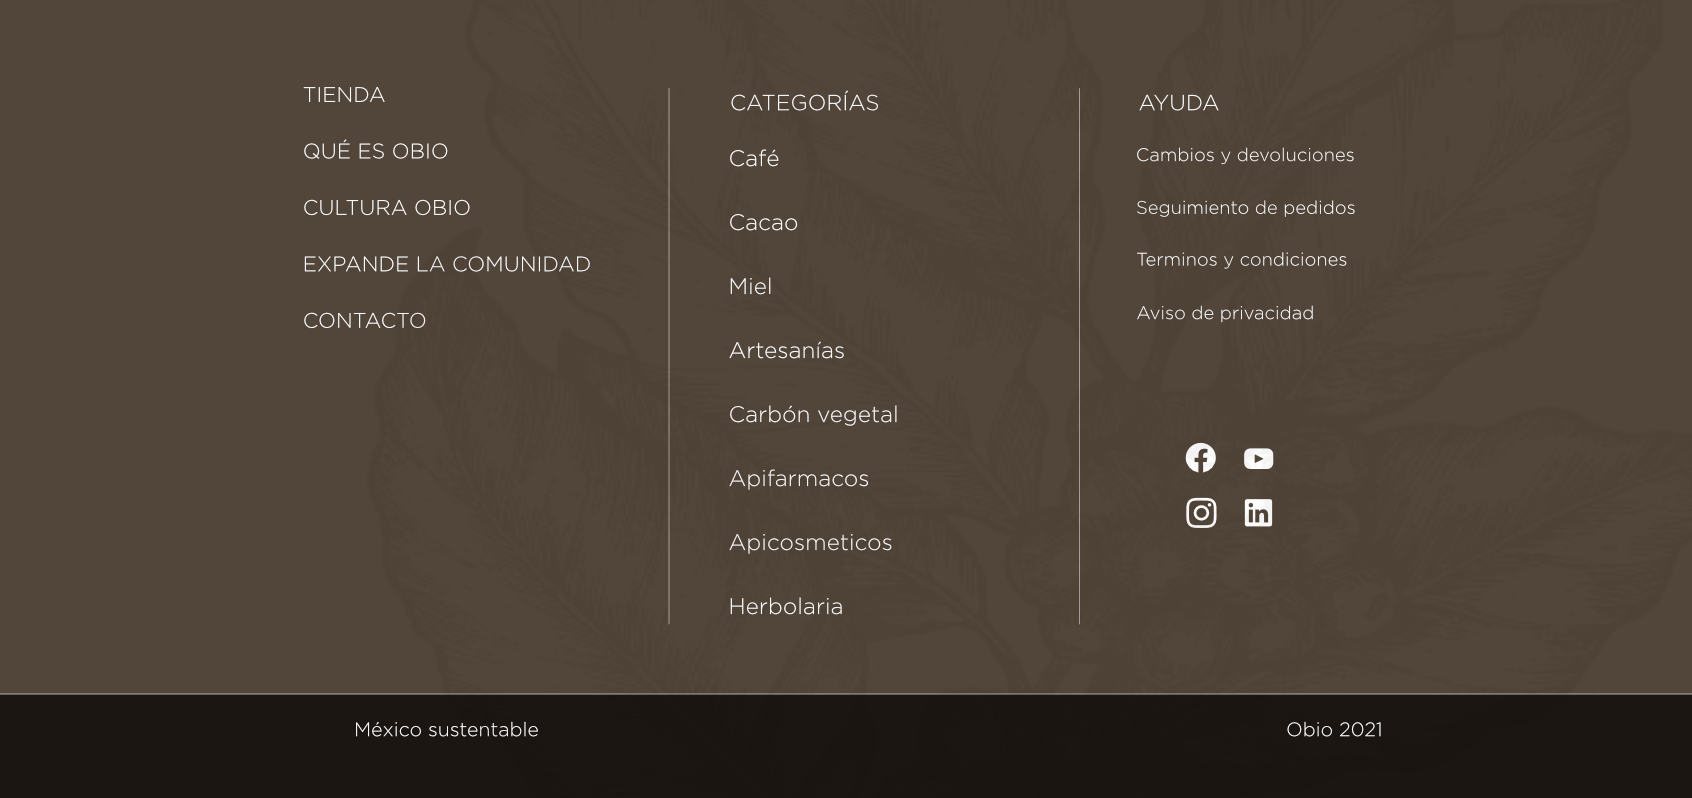 TIENDA
QUÉ ES OBIO
CULTURA OBIO
EXPANDE LA COMUNIDAD
CONTACTO
CATEGORÍAS
Café
Cacao
Miel
Artesanías
Carbón vegetal
Apifarmacos
Apicosmeticos
Herbolaria
AYUDA
Cambios y devoluciones
Seguimiento de pedidos
Terminos y condiciones
Aviso de privacidad
México sustentable
Obio 2021